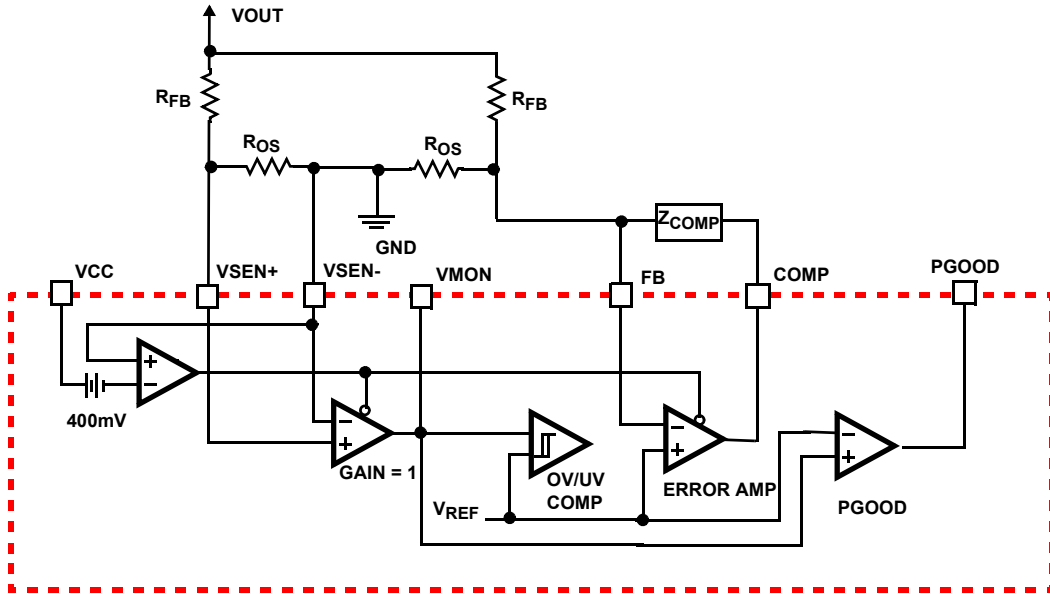 VOUT
RFB
RFB
ROS
ROS
GND
ZCOMP
VCC
VSEN+
VSEN-
VMON
FB
COMP
PGOOD
+
−
400mV
−
+
GAIN = 1
OV/UV
COMP
VREF
−
+
ERROR AMP
−
+
PGOOD